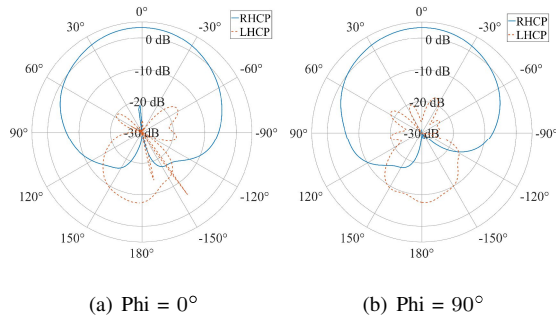 0°
30°
-30°
60°
-60°
90°
-90°
120°
-120°
150°
-150°
180°
0 dB
-10 dB
-20 dB
-30 dB
RHCP
LHCP
(a) Phi = 0°
0°
30°
-30°
60°
-60°
90°
-90°
120°
-120°
150°
-150°
180°
0 dB
-10 dB
-20 dB
-30 dB
RHCP
LHCP
(b) Phi = 90°